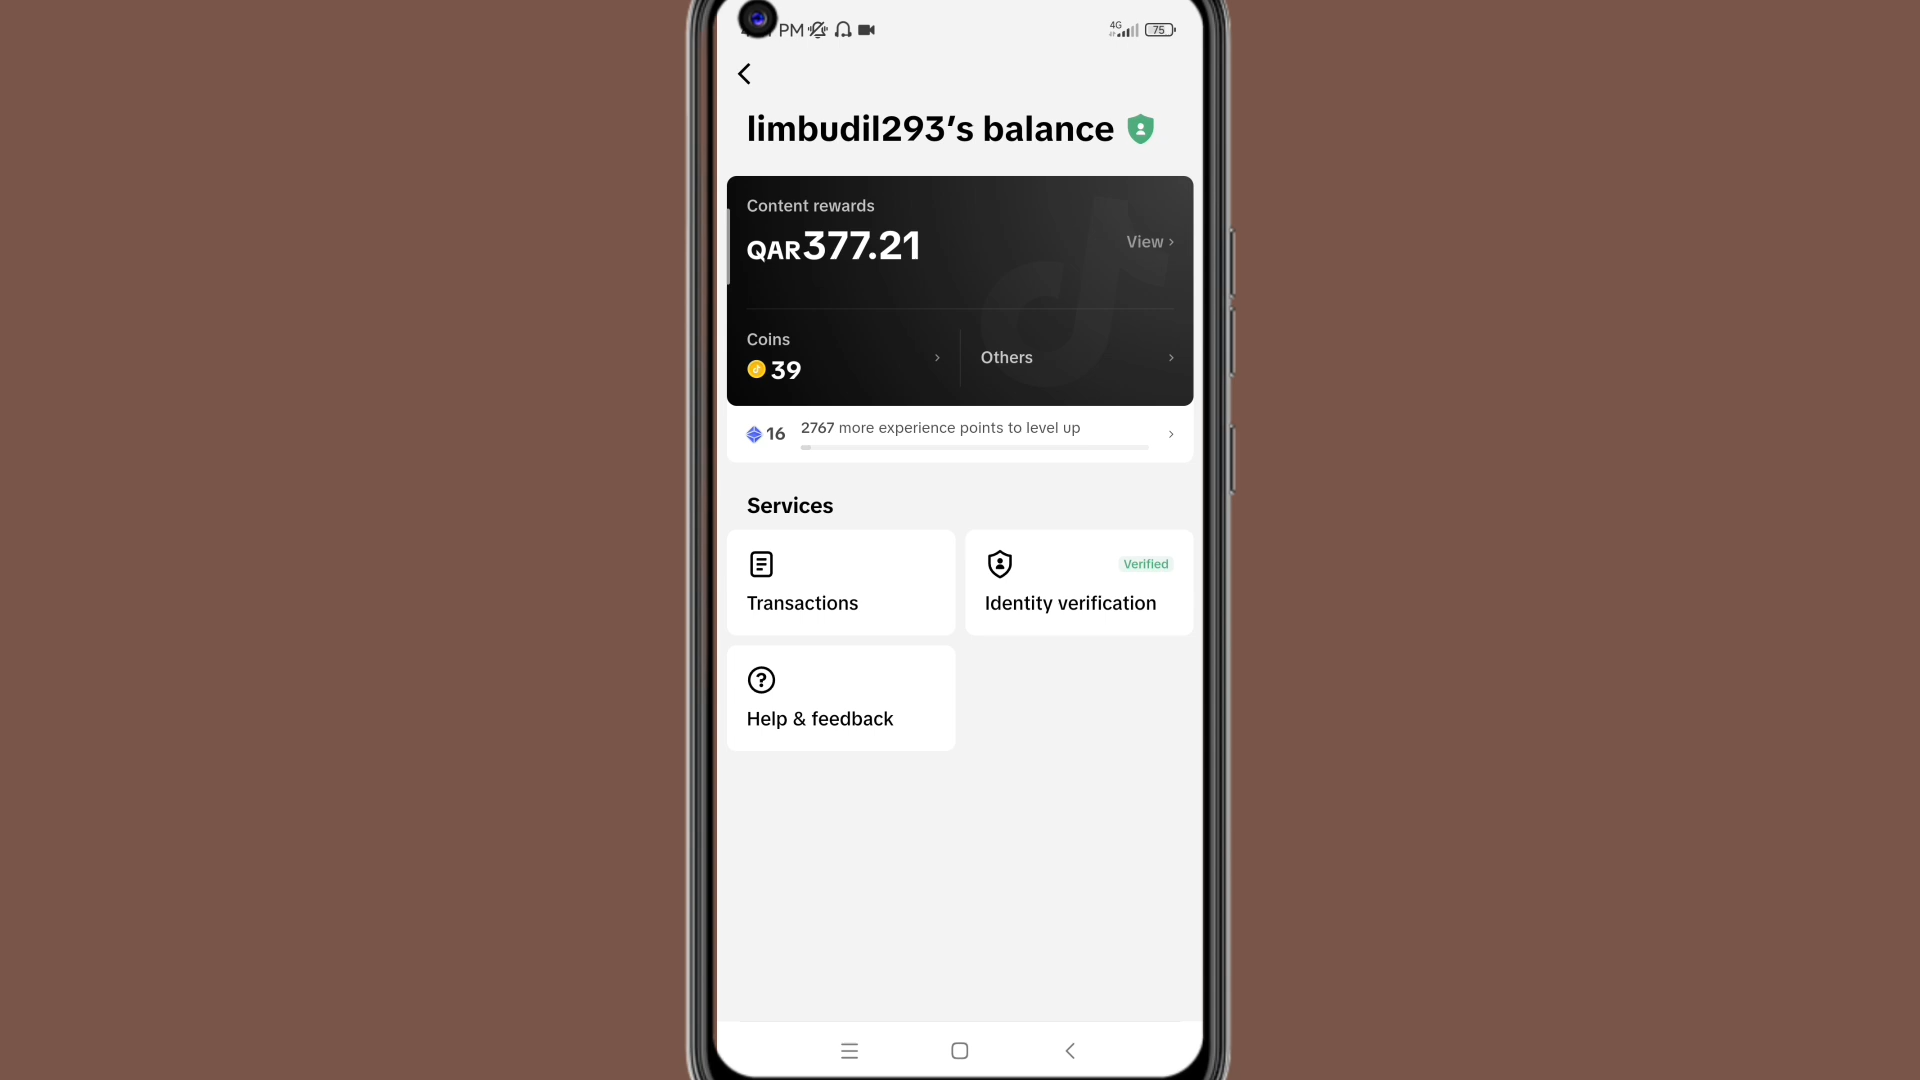 PM
4G
75
limbudil293's balance
Content rewards
QAR377.21
View
Coins
39
Others
16
2767 more experience points to level up
Services
Transactions
Verified
Identity verification
Help & feedback